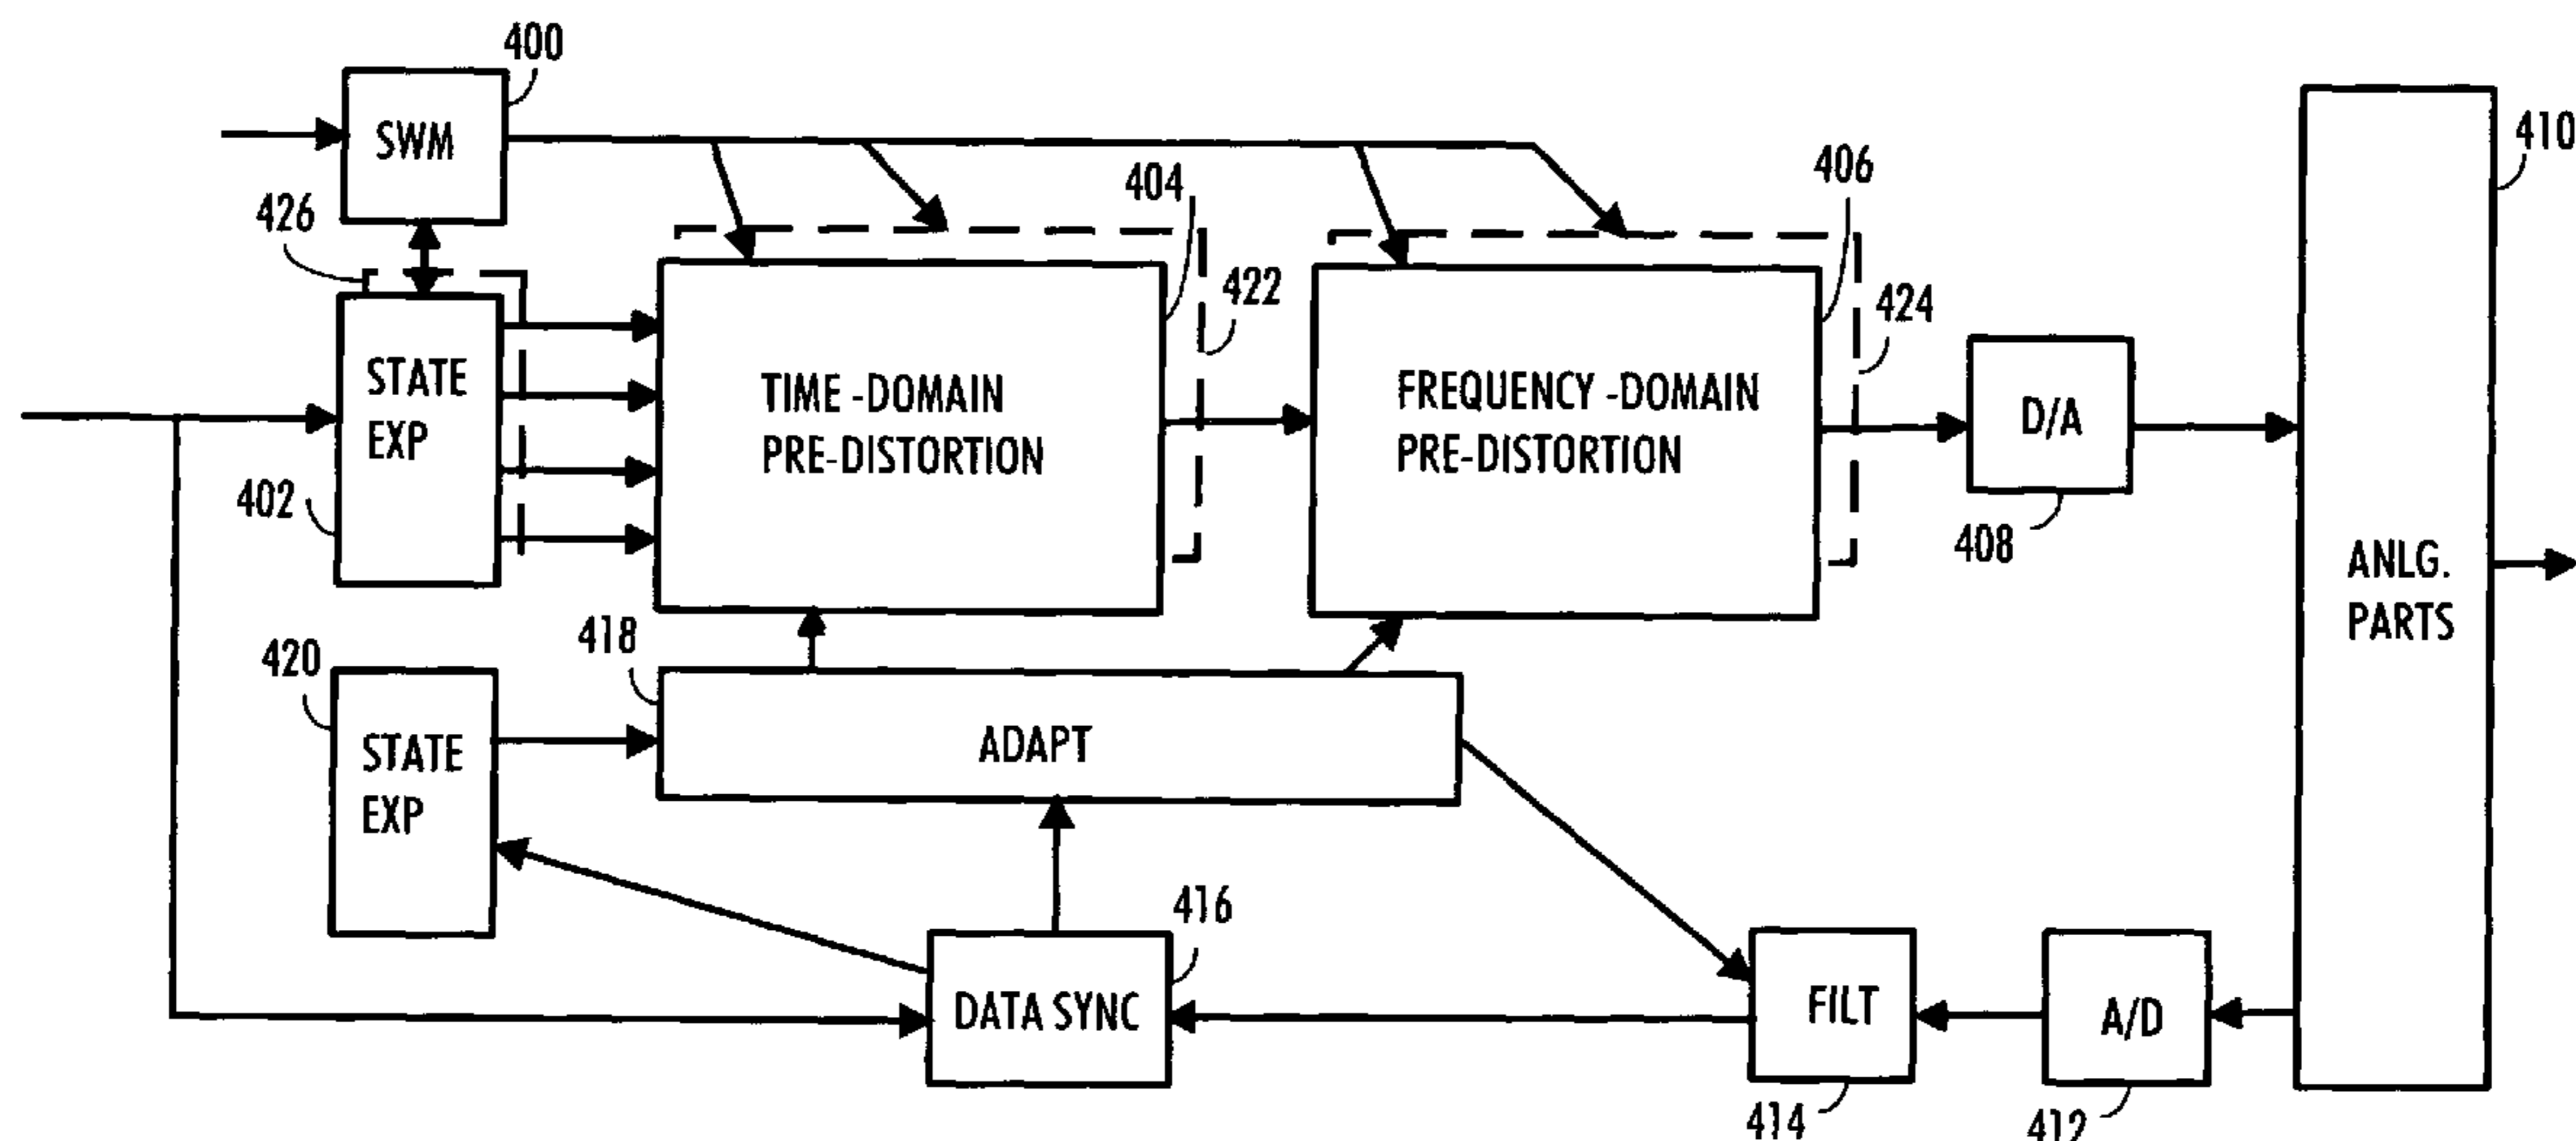 400
SWM
410
404
406
426
422
424
STATE
EXP
TIME -DOMAIN
PRE-DISTORTION
FREQUENCY -DOMAIN
PRE-DISTORTION
D/A
402
408
ANLG.
PARTS
420
418
STATE
EXP
ADAPT
416
DATA SYNC
FILT
A/D
414
412